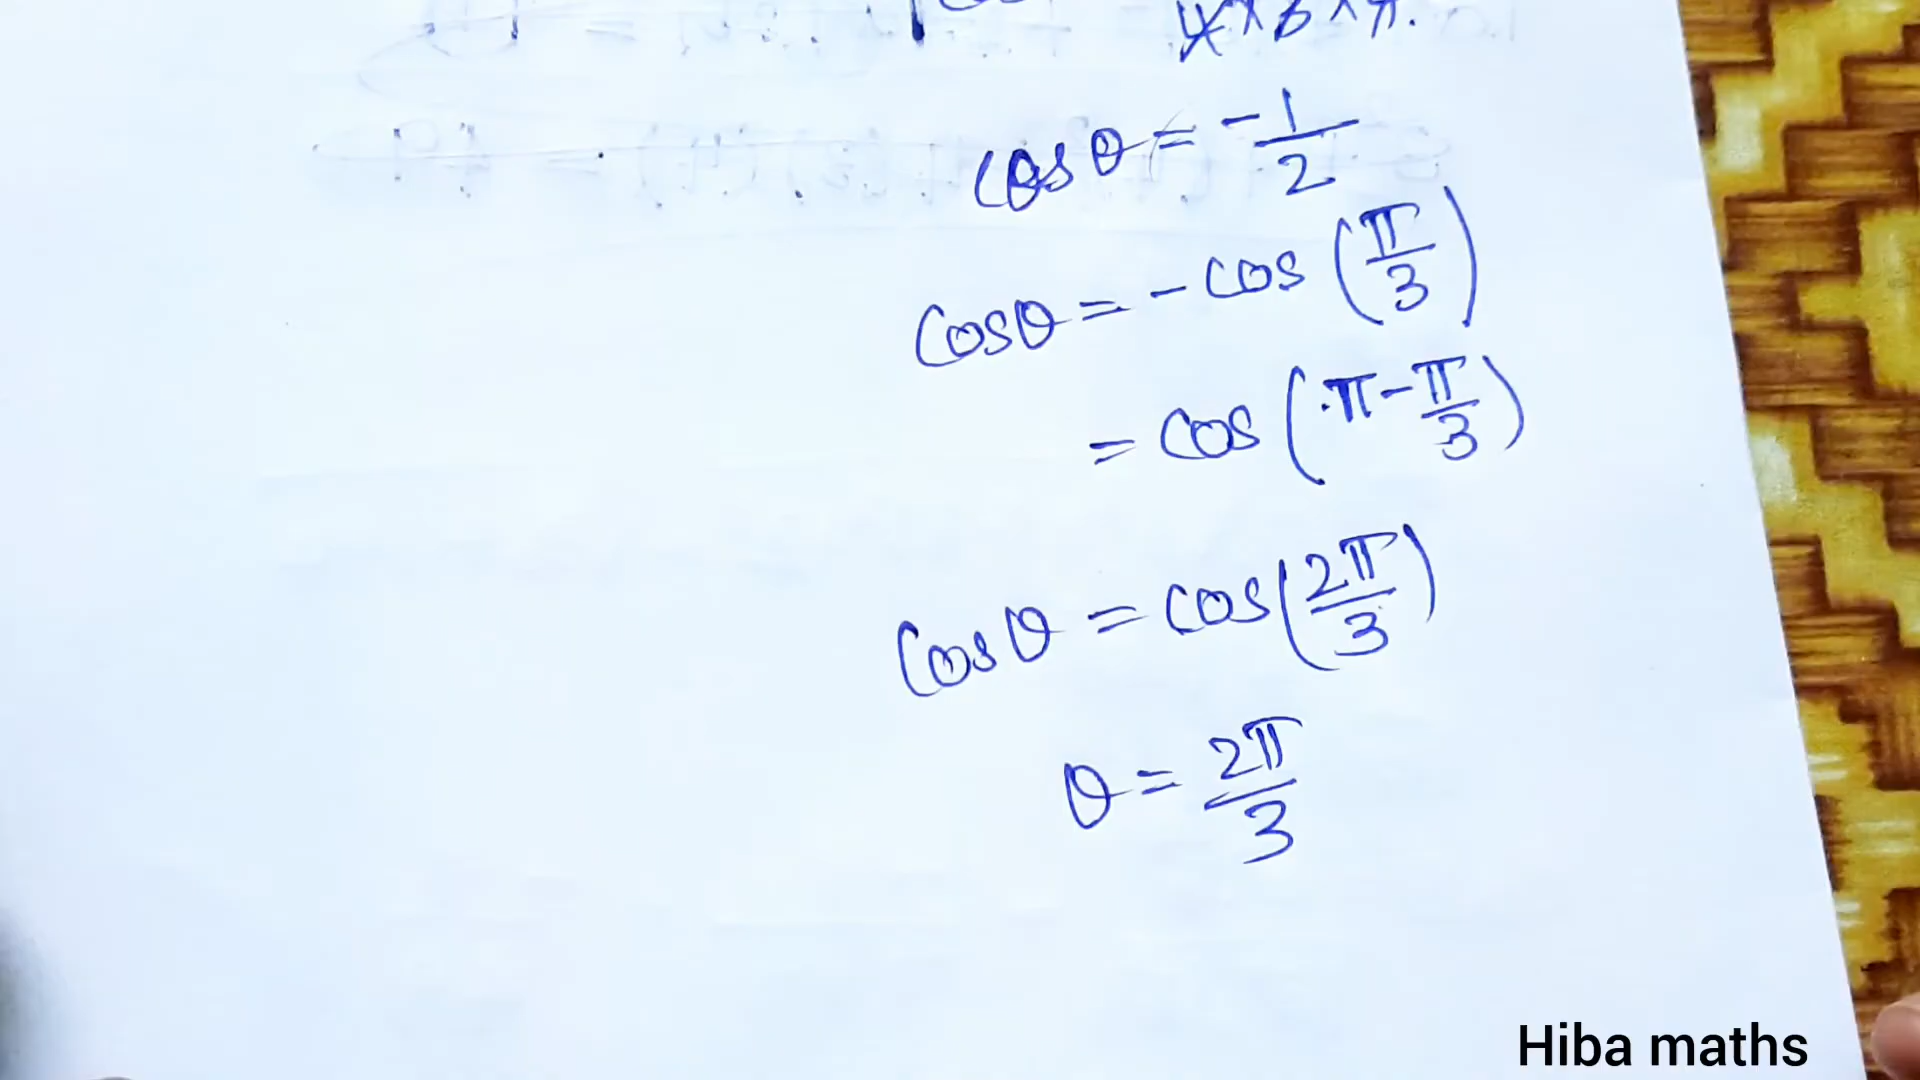 cos θ = - 1/2
cos θ = - cos (π/3)
= cos (π - π/3)
cos θ = cos (2π/3)
θ = 2π/3
Hiba maths